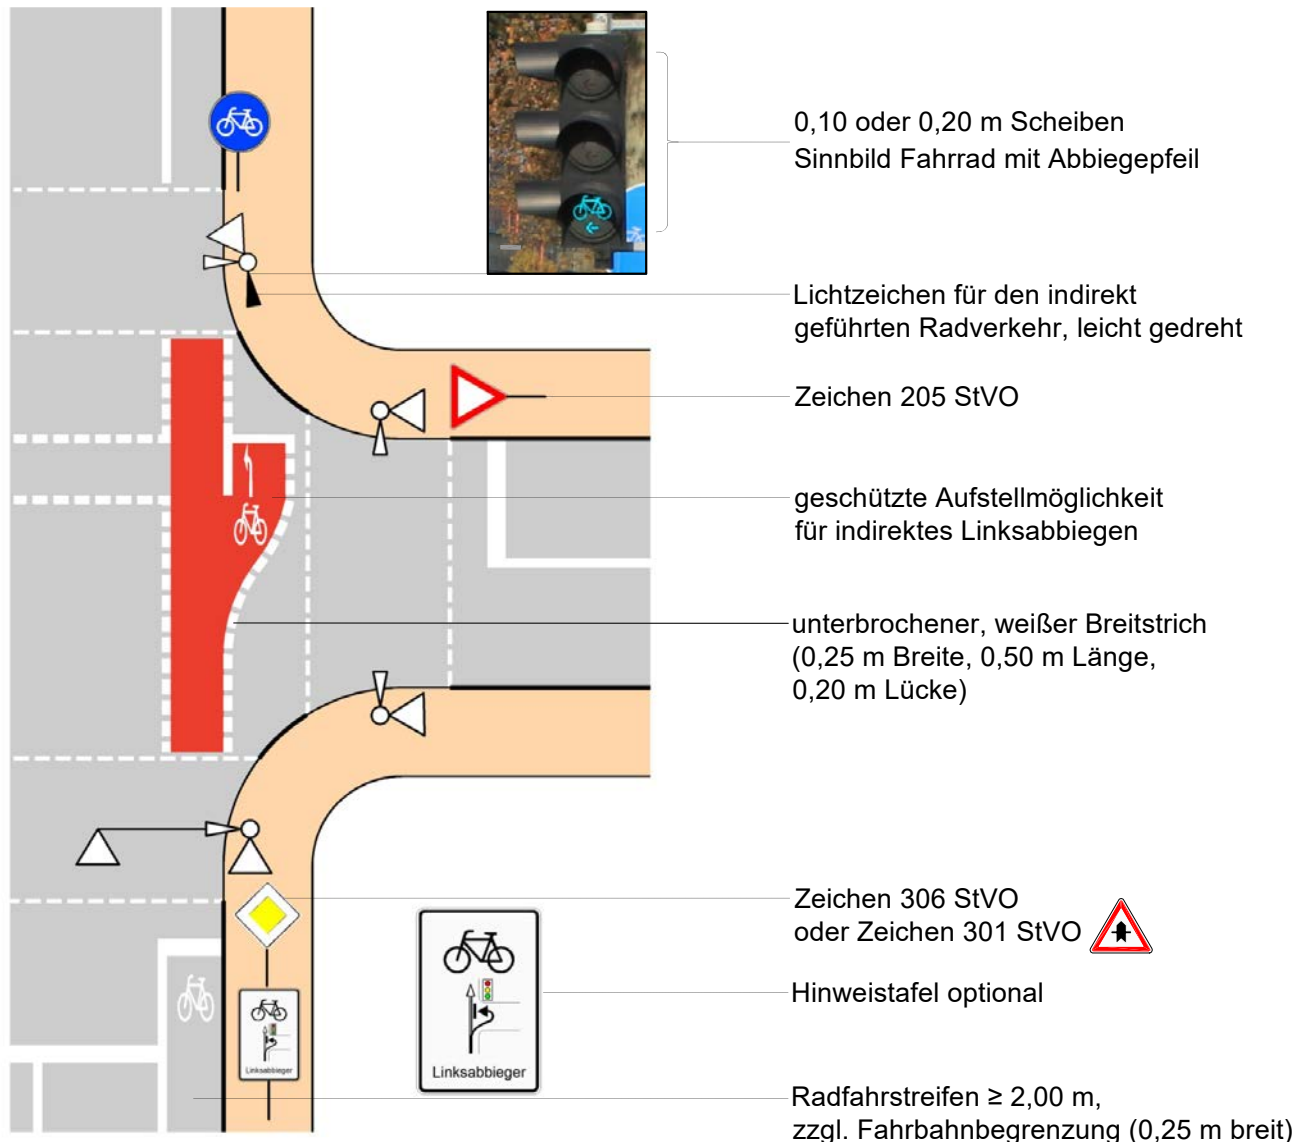 0,10 oder 0,20 m Scheiben
Sinnbild Fahrrad mit Abbiegepfeil
Lichtzeichen für den indirekt
geführten Radverkehr, leicht gedreht
Zeichen 205 StVO
geschützte Aufstellmöglichkeit
für indirektes Linksabbiegen
unterbrochener, weißer Breitstrich
(0,25 m Breite, 0,50 m Länge,
0,20 m Lücke)
Zeichen 306 StVO
oder Zeichen 301 StVO
Hinweistafel optional
Linksabbieger
Linksabbieger
Radfahrstreifen ≥ 2,00 m,
zzgl. Fahrbahnbegrenzung (0,25 m breit)